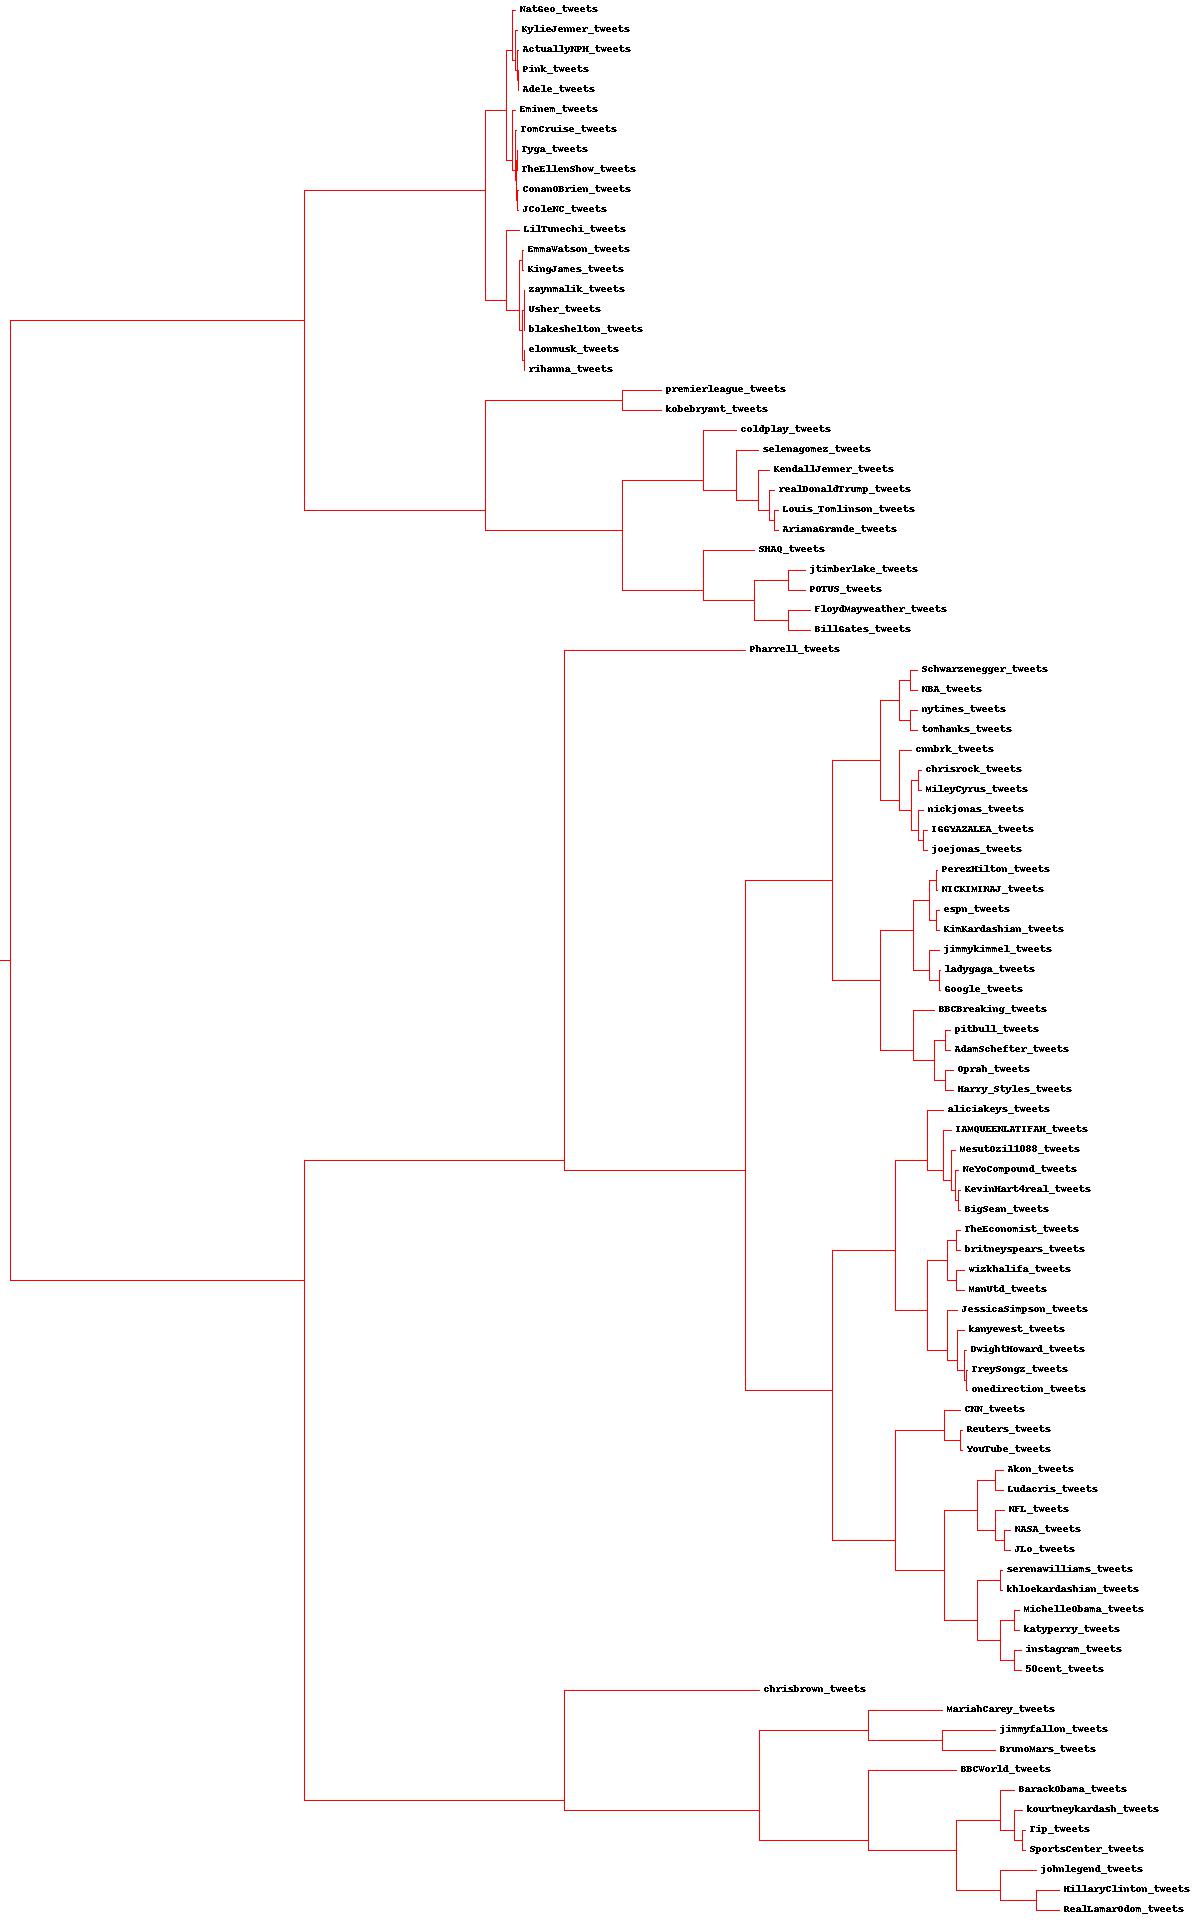 NatGeo_tweets
KylieJenner_tweets
ActuallyNPH_tweets
Pink_tweets
Adele_tweets
Eminem_tweets
TomCruise_tweets
Tyga_tweets
TheEllenShow_tweets
ConanOBrien_tweets
JColeNC_tweets
LilTunechi_tweets
EmmaWatson_tweets
KingJames_tweets
zaynmalik_tweets
Usher_tweets
blakeshelton_tweets
elonmusk_tweets
rihanna_tweets
premierleague_tweets
kobebryant_tweets
coldplay_tweets
selenagomez_tweets
KendallJenner_tweets
realDonaldTrump_tweets
Louis_Tomlinson_tweets
ArianaGrande_tweets
SHAQ_tweets
jtimberlake_tweets
POTUS_tweets
FloydMayweather_tweets
BillGates_tweets
Pharrell_tweets
Schwarzenegger_tweets
NBA_tweets
nytimes_tweets
tomhanks_tweets
cnnbrk_tweets
chrisrock_tweets
MileyCyrus_tweets
nickjonas_tweets
IGGYAZALEA_tweets
joejonas_tweets
PerezHilton_tweets
NICKIMINAJ_tweets
espn_tweets
KimKardashian_tweets
jimmykimmel_tweets
ladygaga_tweets
Google_tweets
BBCBreaking_tweets
pitbull_tweets
AdamSchefter_tweets
Oprah_tweets
Harry_Styles_tweets
aliciakeys_tweets
IAMQUEENLATIFAH_tweets
MesutOzil1088_tweets
NeYoCompound_tweets
KevinHart4real_tweets
BigSean_tweets
TheEconomist_tweets
britneyspears_tweets
wizkhalifa_tweets
ManUtd_tweets
JessicaSimpson_tweets
kanyewest_tweets
DwightHoward_tweets
TreySongz_tweets
onedirection_tweets
CNN_tweets
Reuters_tweets
YouTube_tweets
Akon_tweets
Ludacris_tweets
NFL_tweets
NASA_tweets
JLo_tweets
serenawilliams_tweets
khloekardashian_tweets
MichelleObama_tweets
katyperry_tweets
instagram_tweets
50cent_tweets
chrisbrown_tweets
MariahCarey_tweets
jimmyfallon_tweets
BrunoMars_tweets
BBCWorld_tweets
BarackObama_tweets
kourtneykardash_tweets
Tip_tweets
SportsCenter_tweets
johnlegend_tweets
HillaryClinton_tweets
RealLamarOdom_tweets